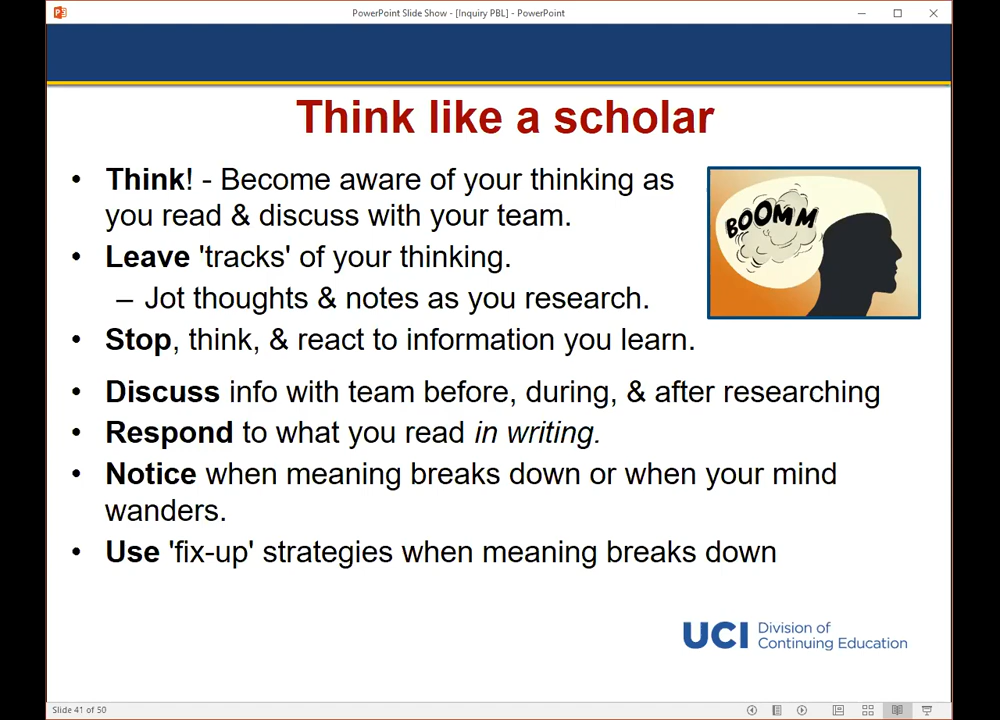 PowerPoint Slide Show - [Inquiry PBL] - PowerPoint
Think like a scholar
• Think! - Become aware of your thinking as
you read & discuss with your team.
• Leave 'tracks' of your thinking.
– Jot thoughts & notes as you research.
• Stop, think, & react to information you learn.
• Discuss info with team before, during, & after researching
• Respond to what you read in writing.
• Notice when meaning breaks down or when your mind
wanders.
• Use 'fix-up' strategies when meaning breaks down
BOOMM
UCI Division of
Continuing Education
Slide 41 of 50